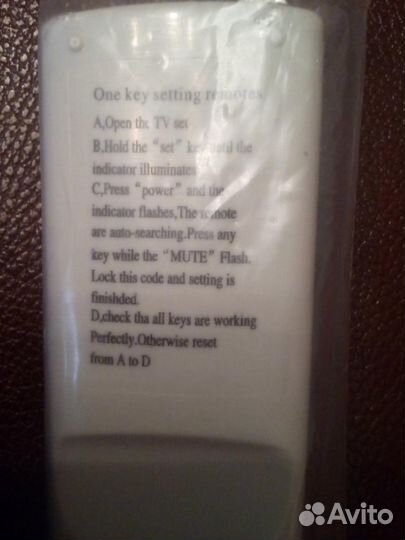 One key setting remotes
A,Open the TV set
B,Hold the "set" key until the
indicator illuminates
C,Press "power" and the
indicator flashes,The remote
are auto-searching.Press any
key while the "MUTE" Flash.
Lock this code and setting is
finishded.
D,check tha all keys are working
Perfectly.Otherwise reset
from A to D
Avito